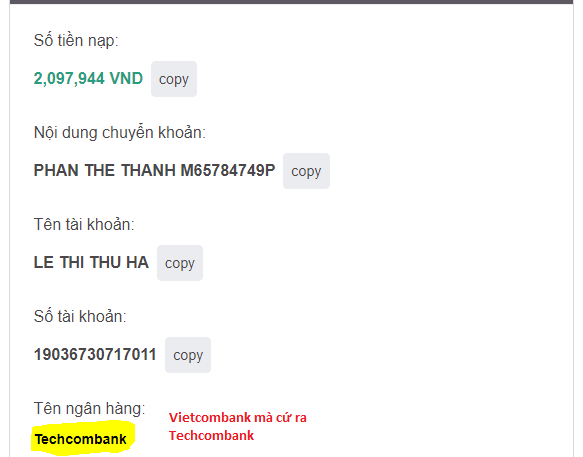 Số tiền nạp:
2,097,944 VND copy
Nội dung chuyển khoản:
PHAN THE THANH M65784749P copy
Tên tài khoản:
LE THI THU HA copy
Số tài khoản:
19036730717011 copy
Tên ngân hàng:
Techcombank
Vietcombank mà cứ ra
Techcombank